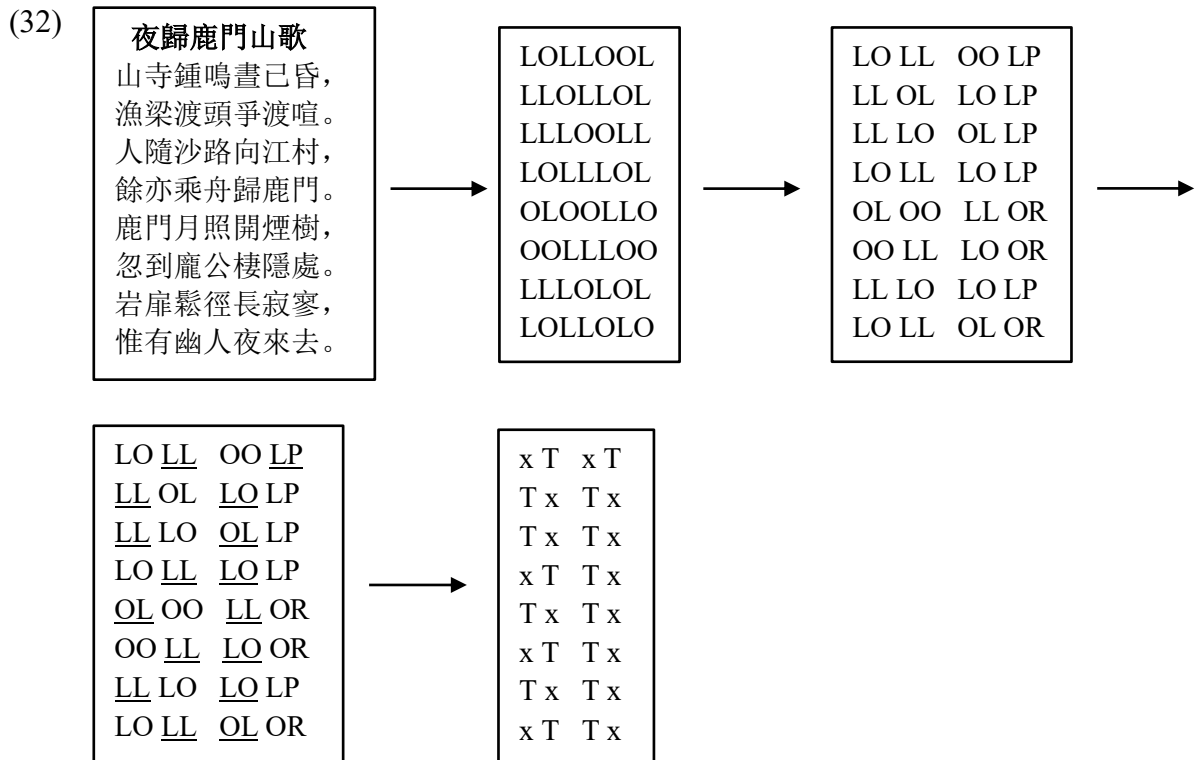 (32)
夜歸鹿門山歌
山寺鍾鳴晝已昏，
漁梁渡頭爭渡喧。
人隨沙路向江村，
餘亦乘舟歸鹿門。
鹿門月照開煙樹，
忽到龐公棲隱處。
岩扉鬆徑長寂寥，
惟有幽人夜來去。
LOLLOOL
LLOLLOL
LLLOOLL
LOLLLOL
OLOOLLO
OOLLLOO
LLLOLOL
LOLLOLO
LO LL OO LP
LL OL LO LP
LL LO OL LP
LO LL LO LP
OL OO LL OR
OO LL LO OR
LL LO LO LP
LO LL OL OR
LO LL OO LP
LL OL LO LP
LL LO OL LP
LO LL LO LP
OL OO LL OR
OO LL LO OR
LL LO LO LP
LO LL OL OR
x T x T
T x T x
T x T x
x T T x
T x T x
x T T x
T x T x
x T T x